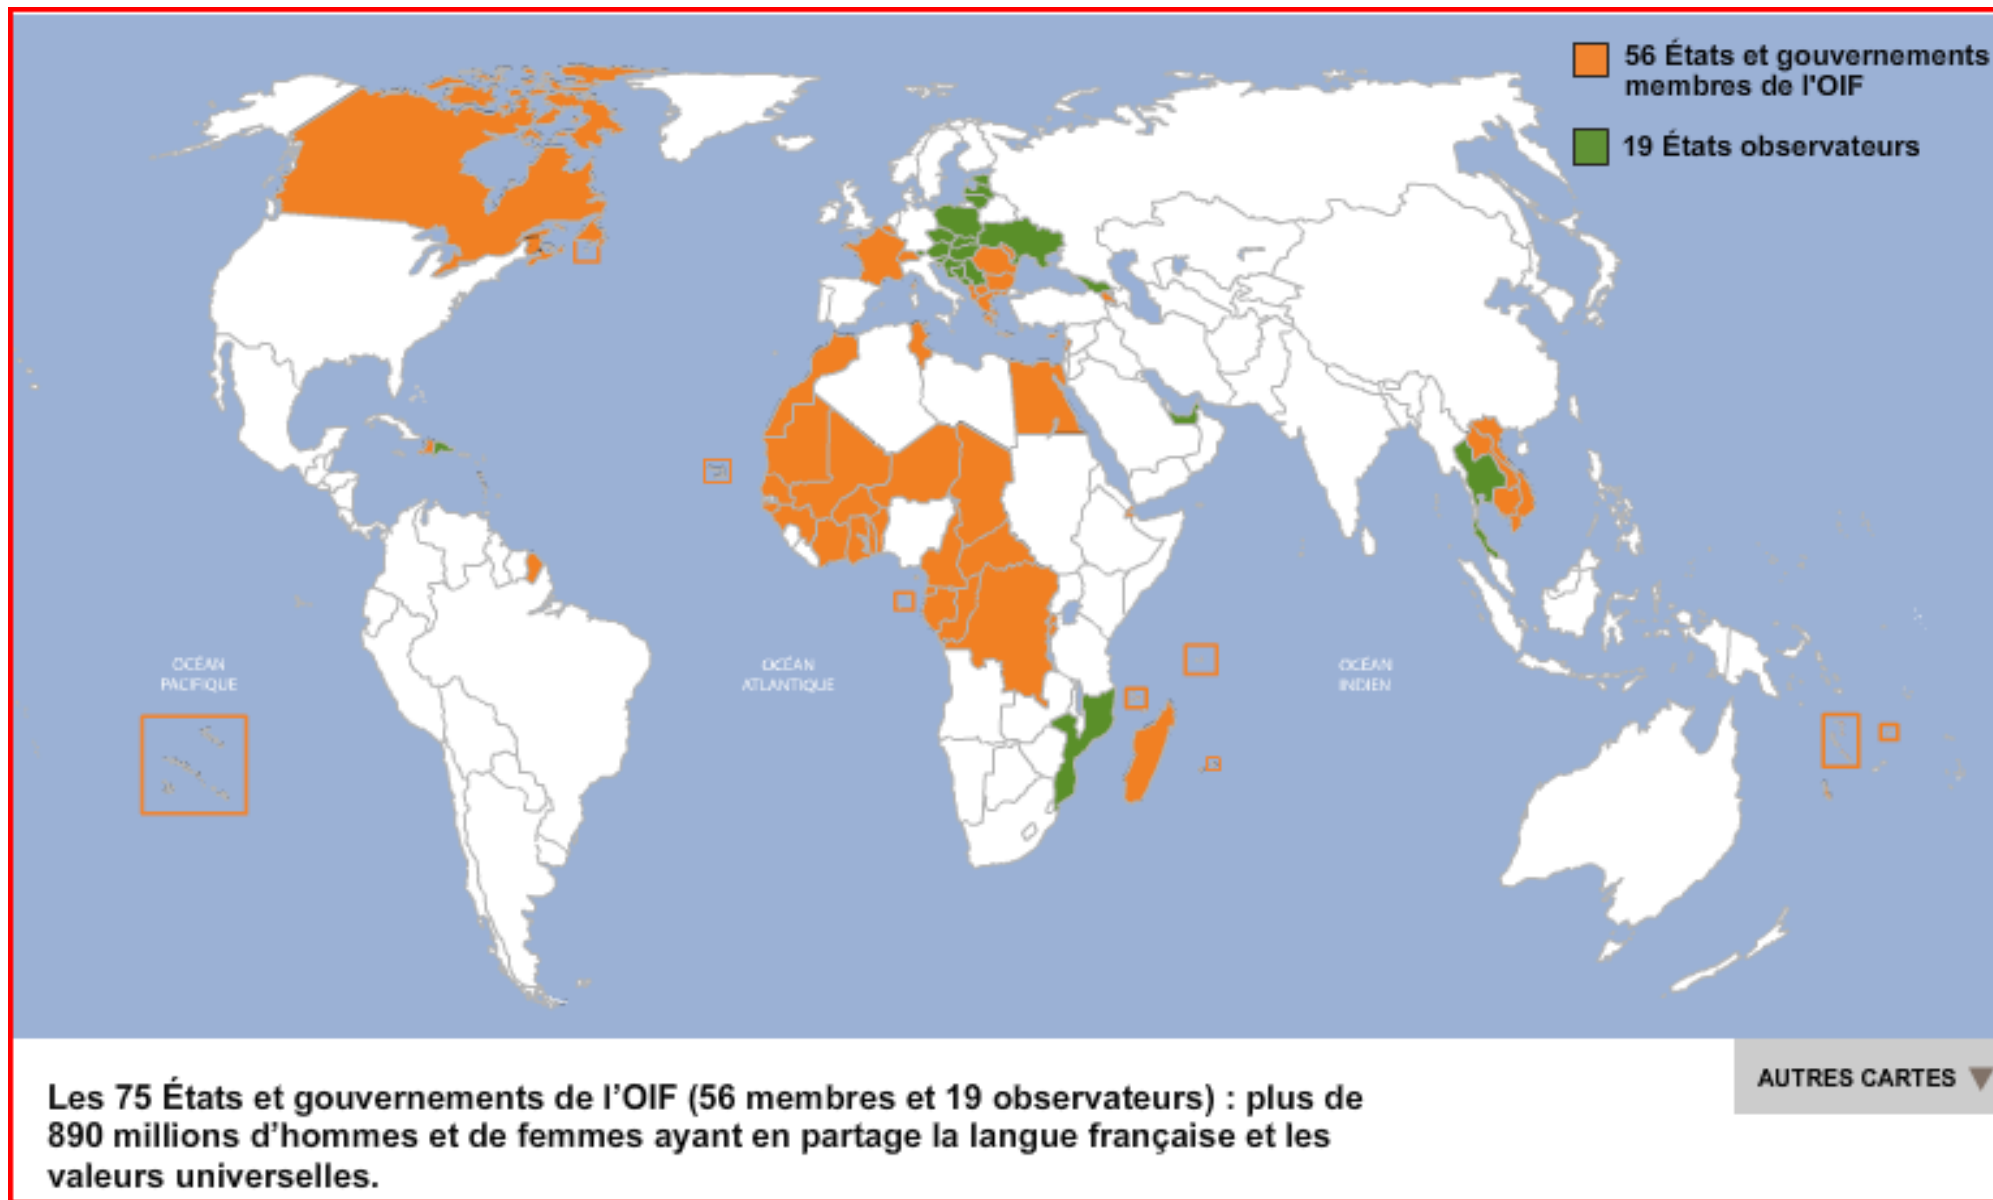 56 États et gouvernements
membres de l'OIF
19 États observateurs
OCÉAN
PACIFIQUE
OCÉAN
ATLANTIQUE
OCÉAN
INDIEN
AUTRES CARTES
Les 75 États et gouvernements de l’OIF (56 membres et 19 observateurs) : plus de
890 millions d’hommes et de femmes ayant en partage la langue française et les
valeurs universelles.